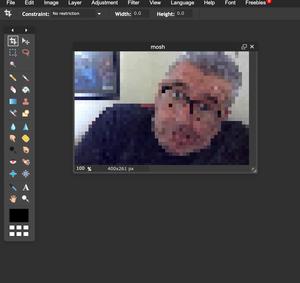 File Edit Image Layer Adjustment Filter View Language Help Font Freebies
Constraint: No restriction Width: 0.0 Height: 0.0
mosh
100 % 400x261 px
A